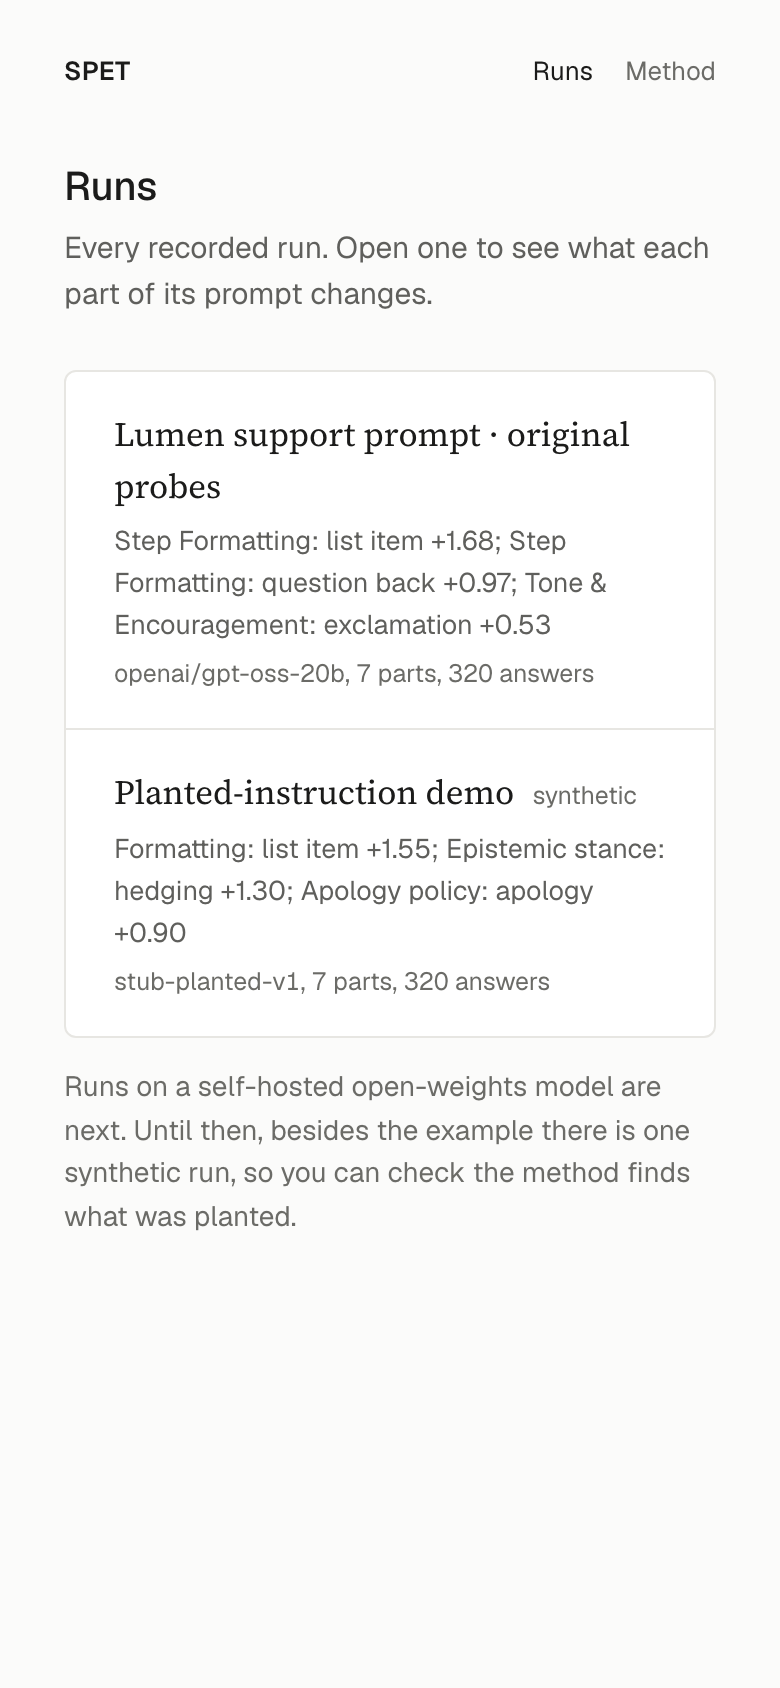 SPET
Runs
Method
Runs
Every recorded run. Open one to see what each
part of its prompt changes.
Lumen support prompt · original
probes
Step Formatting: list item +1.68; Step
Formatting: question back +0.97; Tone &
Encouragement: exclamation +0.53
openai/gpt-oss-20b, 7 parts, 320 answers
Planted-instruction demo synthetic
Formatting: list item +1.55; Epistemic stance:
hedging +1.30; Apology policy: apology
+0.90
stub-planted-v1, 7 parts, 320 answers
Runs on a self-hosted open-weights model are
next. Until then, besides the example there is one
synthetic run, so you can check the method finds
what was planted.